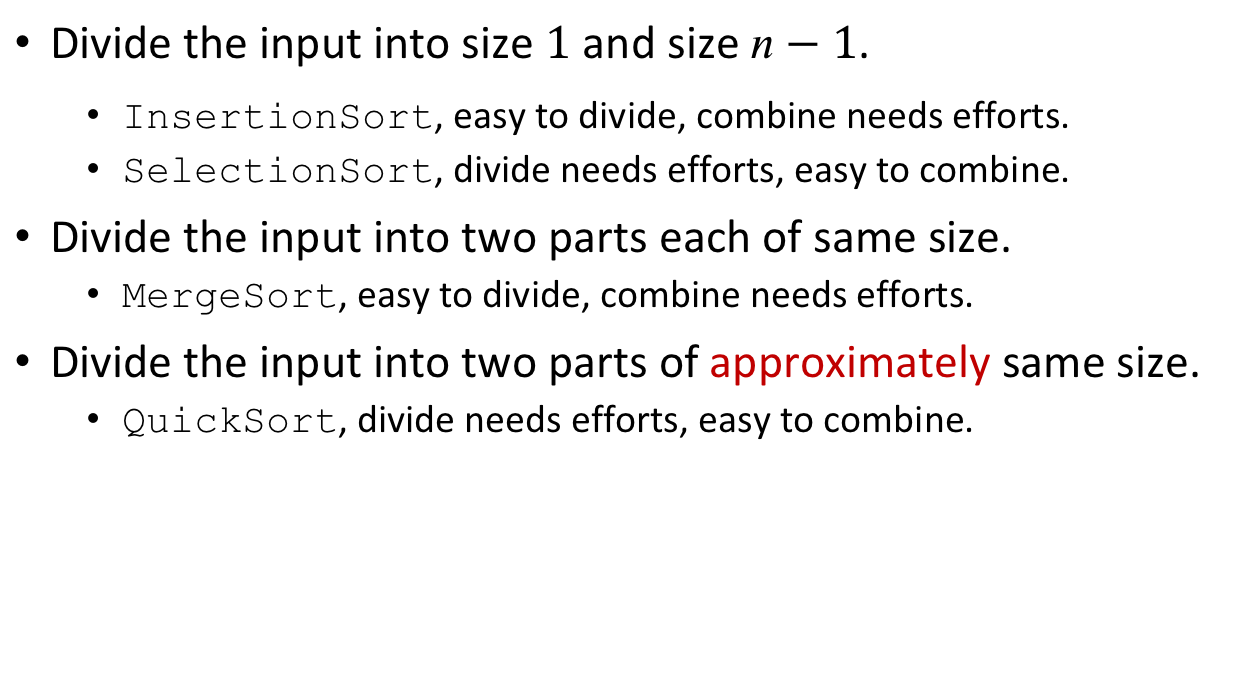 • Divide the input into size 1 and size n − 1.
• InsertionSort, easy to divide, combine needs efforts.
• SelectionSort, divide needs efforts, easy to combine.
• Divide the input into two parts each of same size.
• MergeSort, easy to divide, combine needs efforts.
• Divide the input into two parts of approximately same size.
• QuickSort, divide needs efforts, easy to combine.